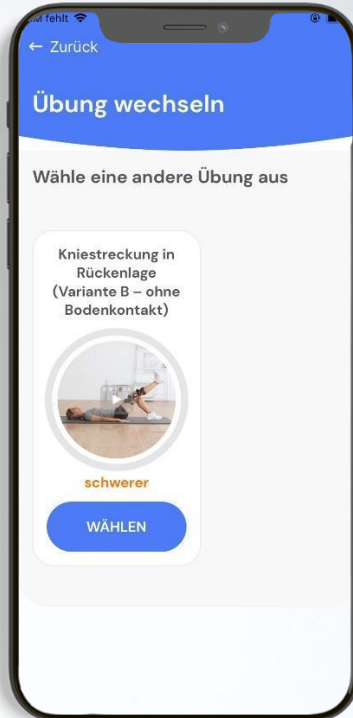 fehlt
← Zurück
Übung wechseln
Wähle eine andere Übung aus
Kniestreckung in
Rückenlage
(Variante B – ohne
Bodenkontakt)
schwerer
WÄHLEN